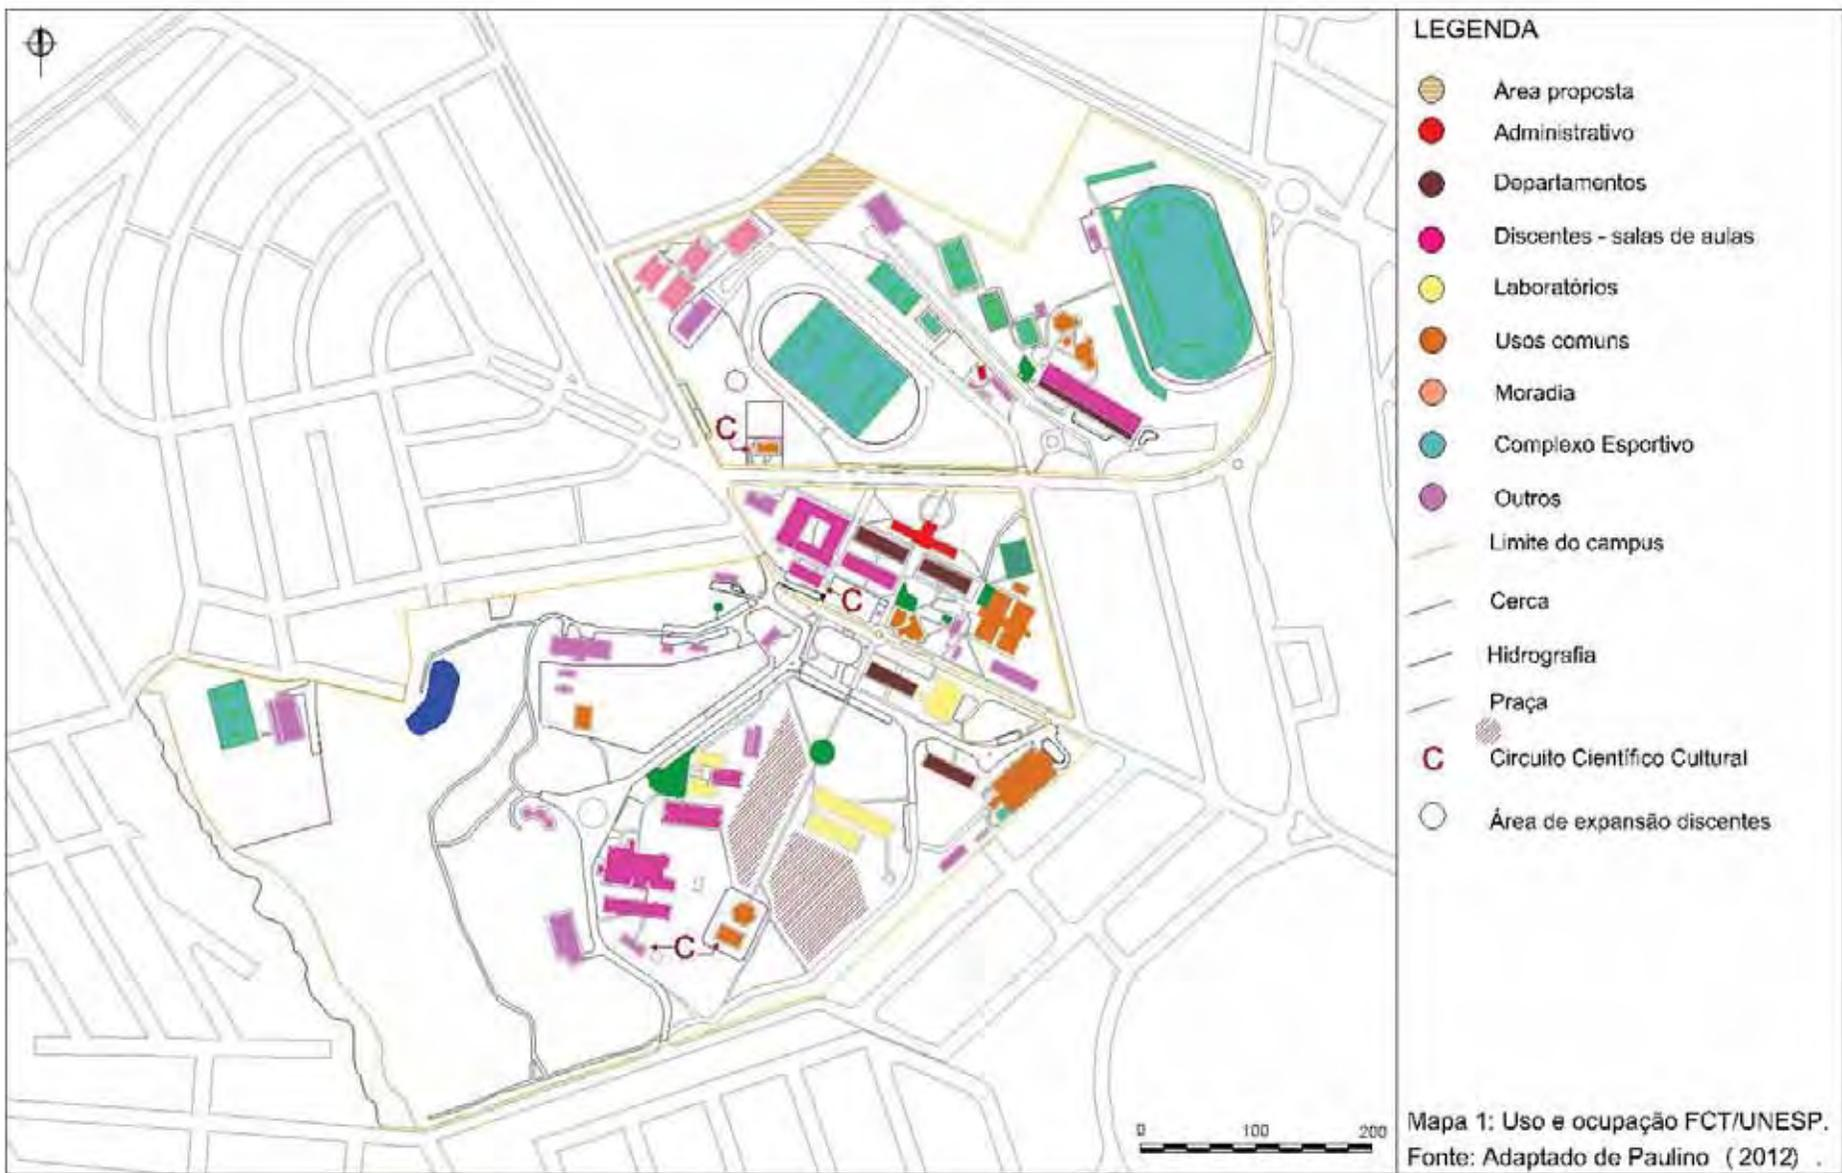 LEGENDA
Area proposta
Administrativo
Departamentos
Discentes - salas de aulas
Laboratórios
Usos comuns
Moradia
Complexo Esportivo
Outros
Limite do campus
Cerca
Hidrografia
Praça
C Circuito Científico Cultural
Área de expansão discentes
C
C
C
0 100 200
Mapa 1: Uso e ocupação FCT/UNESP.
Fonte: Adaptado de Paulino (2012) .